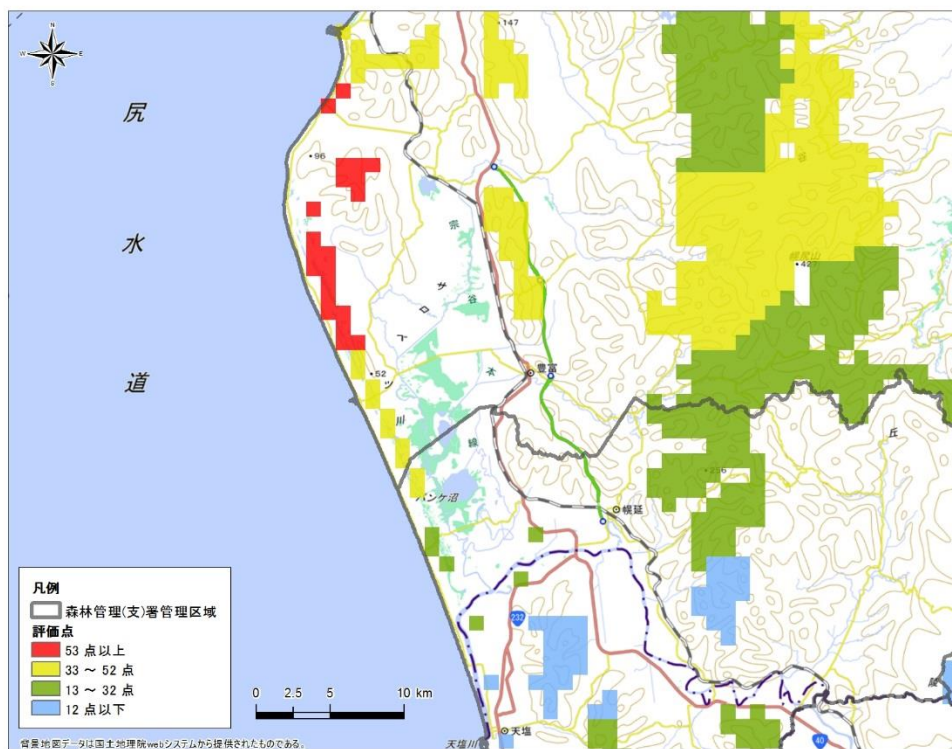 N
W E
S
尻
水
道
147
96
宗
谷
サ
ロ
ベ
ツ
川
52
本
線
豊富
429
丘
256
パンケ沼
幌延
232
天塩
天塩川
40
陵
凡例
森林管理(支)署管理区域
評価点
53 点以上
33 ～ 52 点
13 ～ 32 点
12 点以下
0 2.5 5 10 km
背景地図データは国土地理院webシステムから提供されたものである。